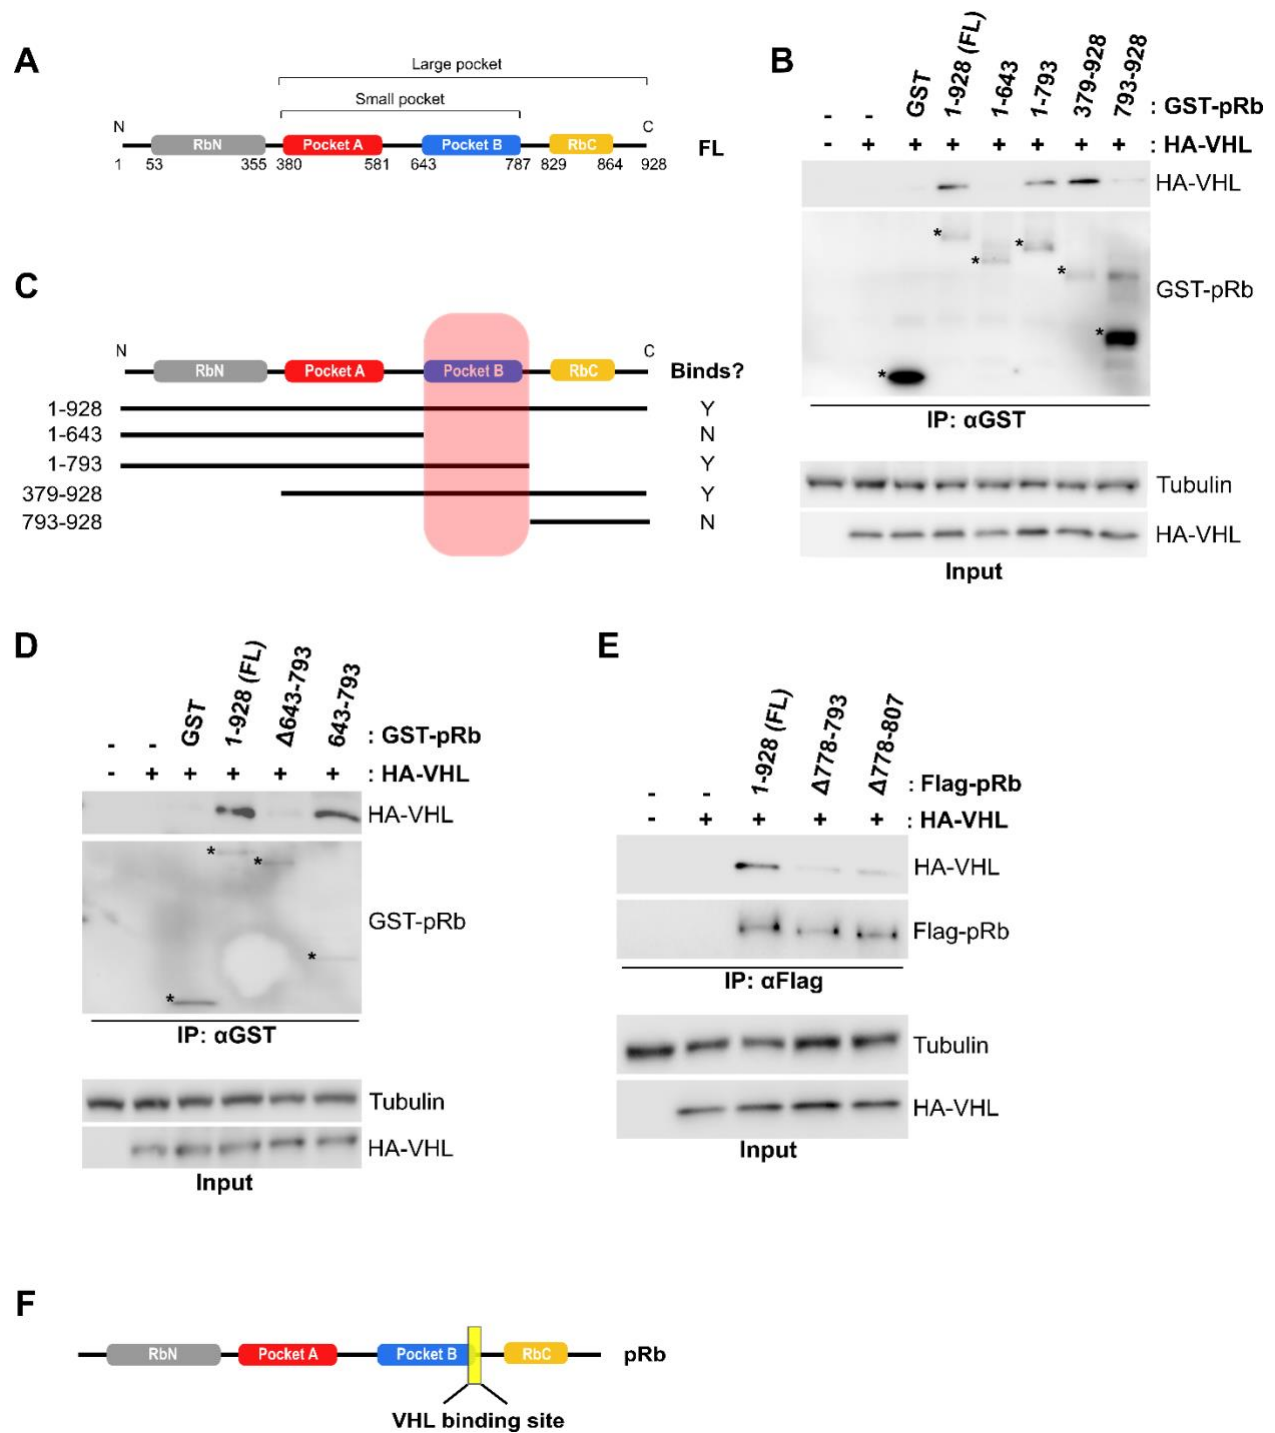 A
Large pocket
Small pocket
N C
RbN Pocket A Pocket B RbC
1 53 355 380 581 643 787 829 864 928
FL
B
- - GST 1-928 (FL) 1-643 1-793 379-928 793-928 : GST-pRb
- + + + + + + + : HA-VHL
HA-VHL
* * * * * *
GST-pRb
IP: αGST
Tubulin
HA-VHL
Input
C
N C
RbN Pocket A Pocket B RbC Binds?
1-928 Y
1-643 N
1-793 Y
379-928 Y
793-928 N
D
- - GST 1-928 (FL) Δ643-793 643-793 : GST-pRb
- + + + + + : HA-VHL
HA-VHL
* * * *
GST-pRb
IP: αGST
Tubulin
HA-VHL
Input
E
- - 1-928 (FL) Δ778-793 Δ778-807 : Flag-pRb
- + + + + : HA-VHL
HA-VHL
Flag-pRb
IP: αFlag
Tubulin
HA-VHL
Input
F
RbN Pocket A Pocket B RbC pRb
VHL binding site